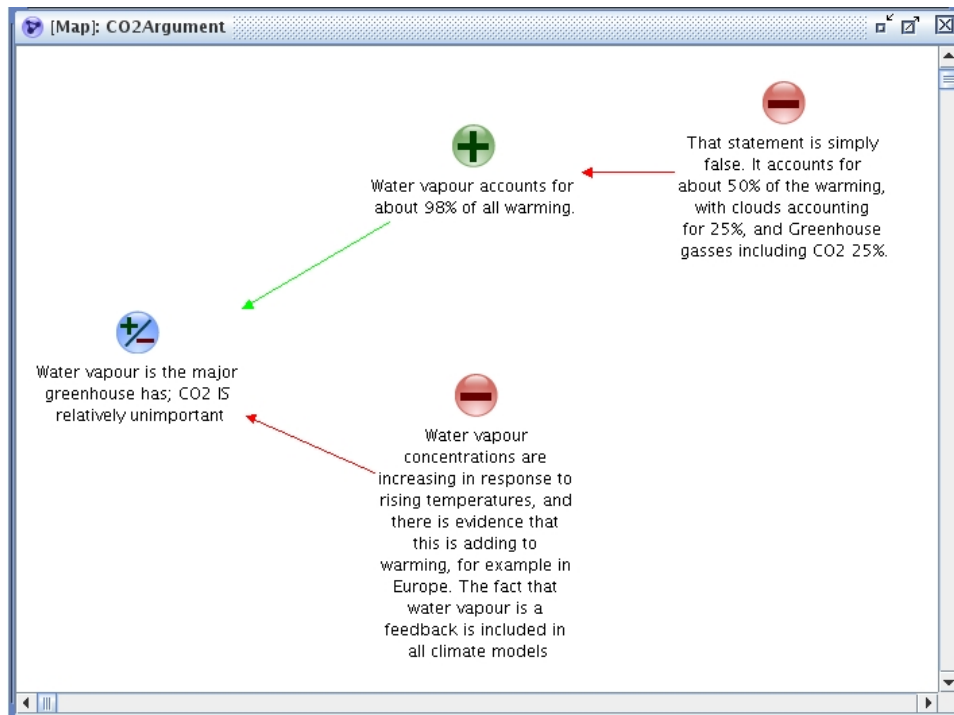 [Map]: CO2Argument
That statement is simply
false. It accounts for
about 50% of the warming,
with clouds accounting
for 25%, and Greenhouse
gasses including CO2 25%.
Water vapour accounts for
about 98% of all warming.
Water vapour is the major
greenhouse has; CO2 IS
relatively unimportant
Water vapour
concentrations are
increasing in response to
rising temperatures, and
there is evidence that
this is adding to
warming, for example in
Europe. The fact that
water vapour is a
feedback is included in
all climate models